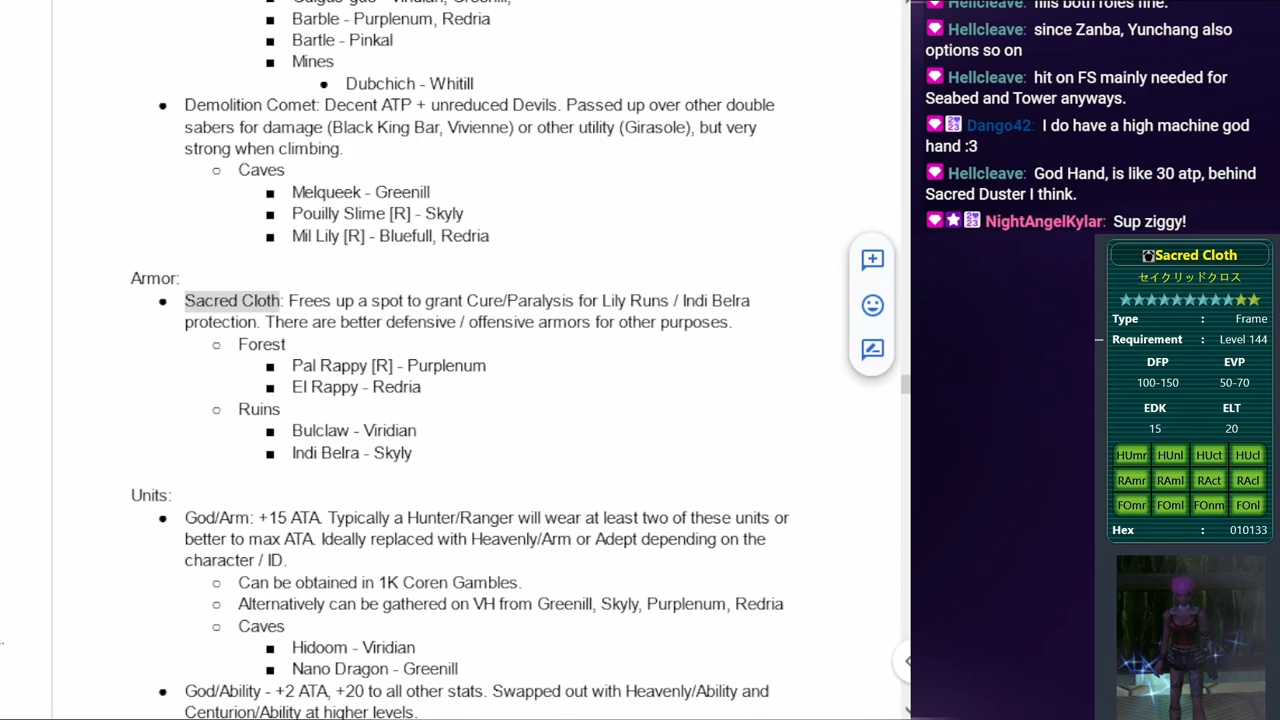 Barble - Purplenum, Redria
Bartle - Pinkal
Mines
Dubchich - Whitill
Demolition Comet: Decent ATP + unreduced Devils. Passed up over other double
sabers for damage (Black King Bar, Vivienne) or other utility (Girasole), but very
strong when climbing.
Caves
Melqueek - Greenill
Pouilly Slime [R] - Skyly
Mil Lily [R] - Bluefull, Redria
Armor:
Sacred Cloth: Frees up a spot to grant Cure/Paralysis for Lily Runs / Indi Belra
protection. There are better defensive / offensive armors for other purposes.
Forest
Pal Rappy [R] - Purplenum
El Rappy - Redria
Ruins
Bulclaw - Viridian
Indi Belra - Skyly
Units:
God/Arm: +15 ATA. Typically a Hunter/Ranger will wear at least two of these units or
better to max ATA. Ideally replaced with Heavenly/Arm or Adept depending on the
character / ID.
Can be obtained in 1K Coren Gambles.
Alternatively can be gathered on VH from Greenill, Skyly, Purplenum, Redria
Caves
Hidoom - Viridian
Nano Dragon - Greenill
God/Ability - +2 ATA, +20 to all other stats. Swapped out with Heavenly/Ability and
Centurion/Ability at higher levels.
Hellcleave: fills both roles fine.
Hellcleave: since Zanba, Yunchang also
options so on
Hellcleave: hit on FS mainly needed for
Seabed and Tower anyways.
Dango42: I do have a high machine god
hand :3
Hellcleave: God Hand, is like 30 atp, behind
Sacred Duster I think.
NightAngelKylar: Sup ziggy!
Sacred Cloth
セイクリッドクロス
★★★★★★★★★★★
Type : Frame
Requirement : Level 144
DFP EVP
100-150 50-70
EDK ELT
15 20
HUmr HUnl HUct HUcl
RAmr RAml RAct RAcl
FOmr FOml FOnm FOnl
Hex : 010133